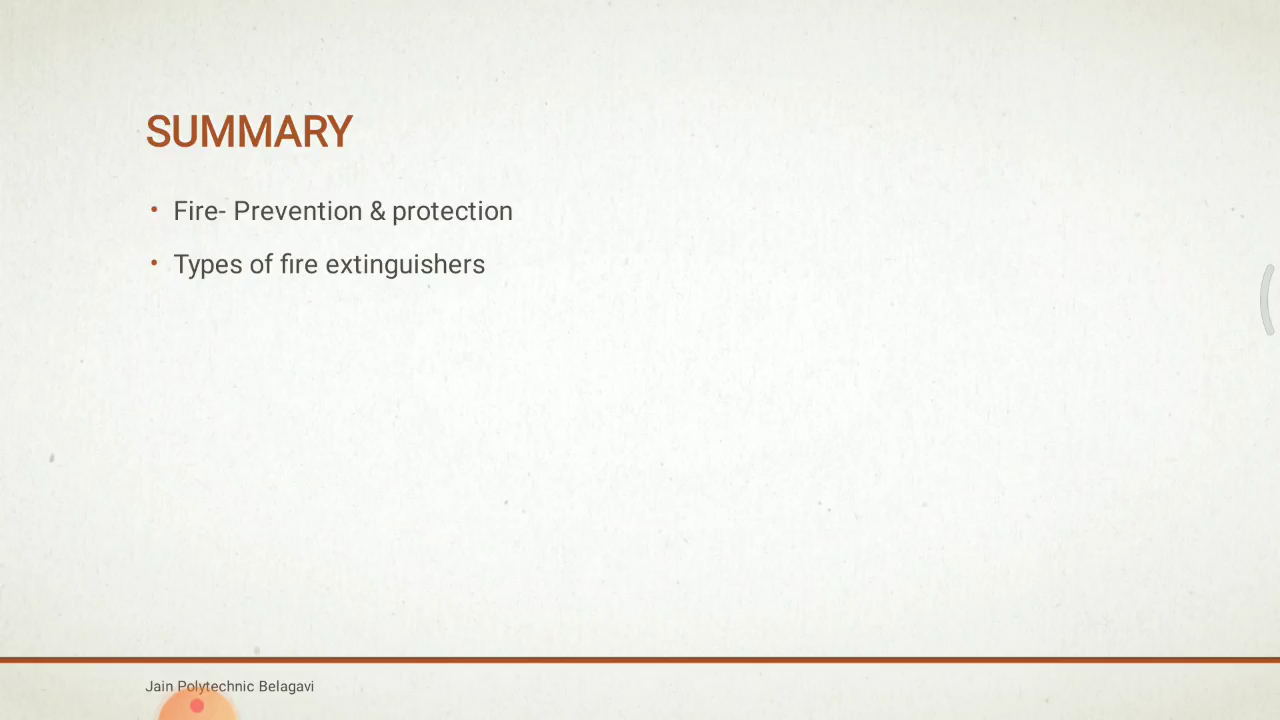 SUMMARY
• Fire- Prevention & protection
• Types of fire extinguishers
Jain Polytechnic Belagavi